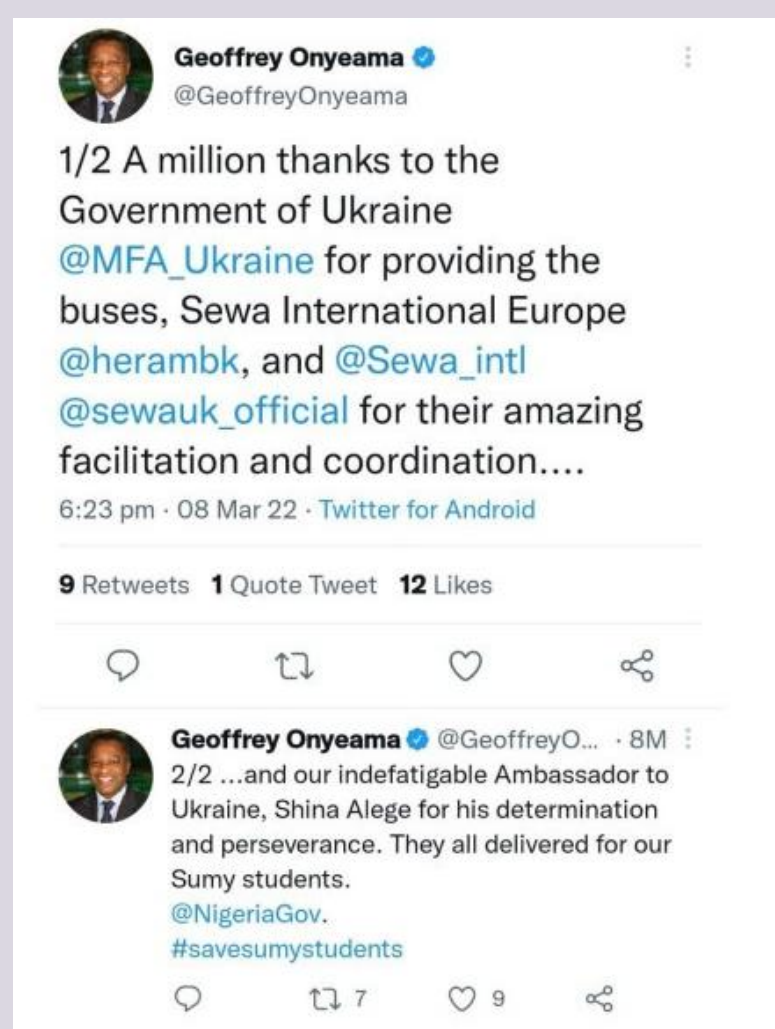 Geoffrey Onyeama
@GeoffreyOnyeama
1/2 A million thanks to the
Government of Ukraine
@MFA_Ukraine for providing the
buses, Sewa International Europe
@herambk, and @Sewa_intl
@sewauk_official for their amazing
facilitation and coordination....
6:23 pm · 08 Mar 22 · Twitter for Android
9 Retweets 1 Quote Tweet 12 Likes
Geoffrey Onyeama @GeoffreyO... · 8M
2/2 ...and our indefatigable Ambassador to
Ukraine, Shina Alege for his determination
and perseverance. They all delivered for our
Sumy students.
@NigeriaGov.
#savesumystudents
7 9